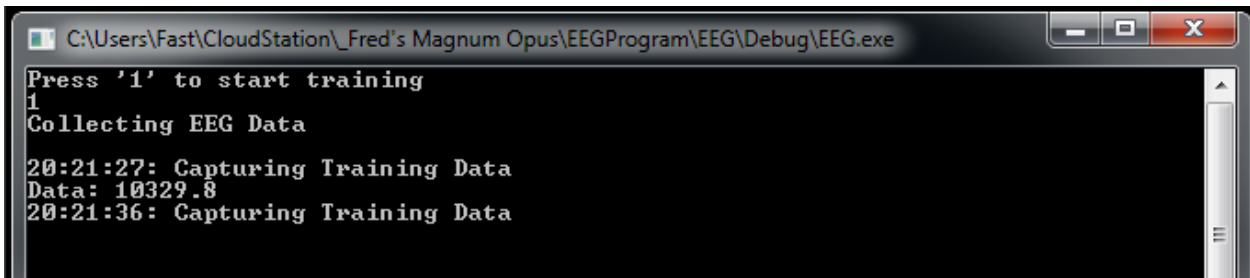 C:\Users\Fast\CloudStation\_Fred's Magnum Opus\EEGProgram\EEG\Debug\EEG.exe
Press '1' to start training
1
Collecting EEG Data
20:21:27: Capturing Training Data
Data: 10329.8
20:21:36: Capturing Training Data